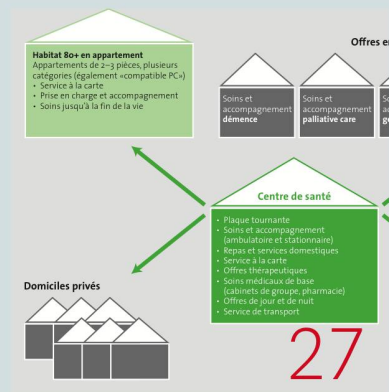 Habitat 80+ en appartement
Appartements de 2–3 pièces, plusieurs
catégories (également «compatible PC»)
• Service à la carte
• Prise en charge et accompagnement
• Soins jusqu'à la fin de la vie
Offres e
Soins et
accompagnement
démence
Soins et
accompagnement
palliative care
Centre de santé
• Plaque tournante
• Soins et accompagnement
(ambulatoire et stationnaire)
• Repas et services domestiques
• Service à la carte
• Offres thérapeutiques
• Soins médicaux de base
(cabinets de groupe, pharmacie)
• Offres de jour et de nuit
• Service de transport
Domiciles privés
27